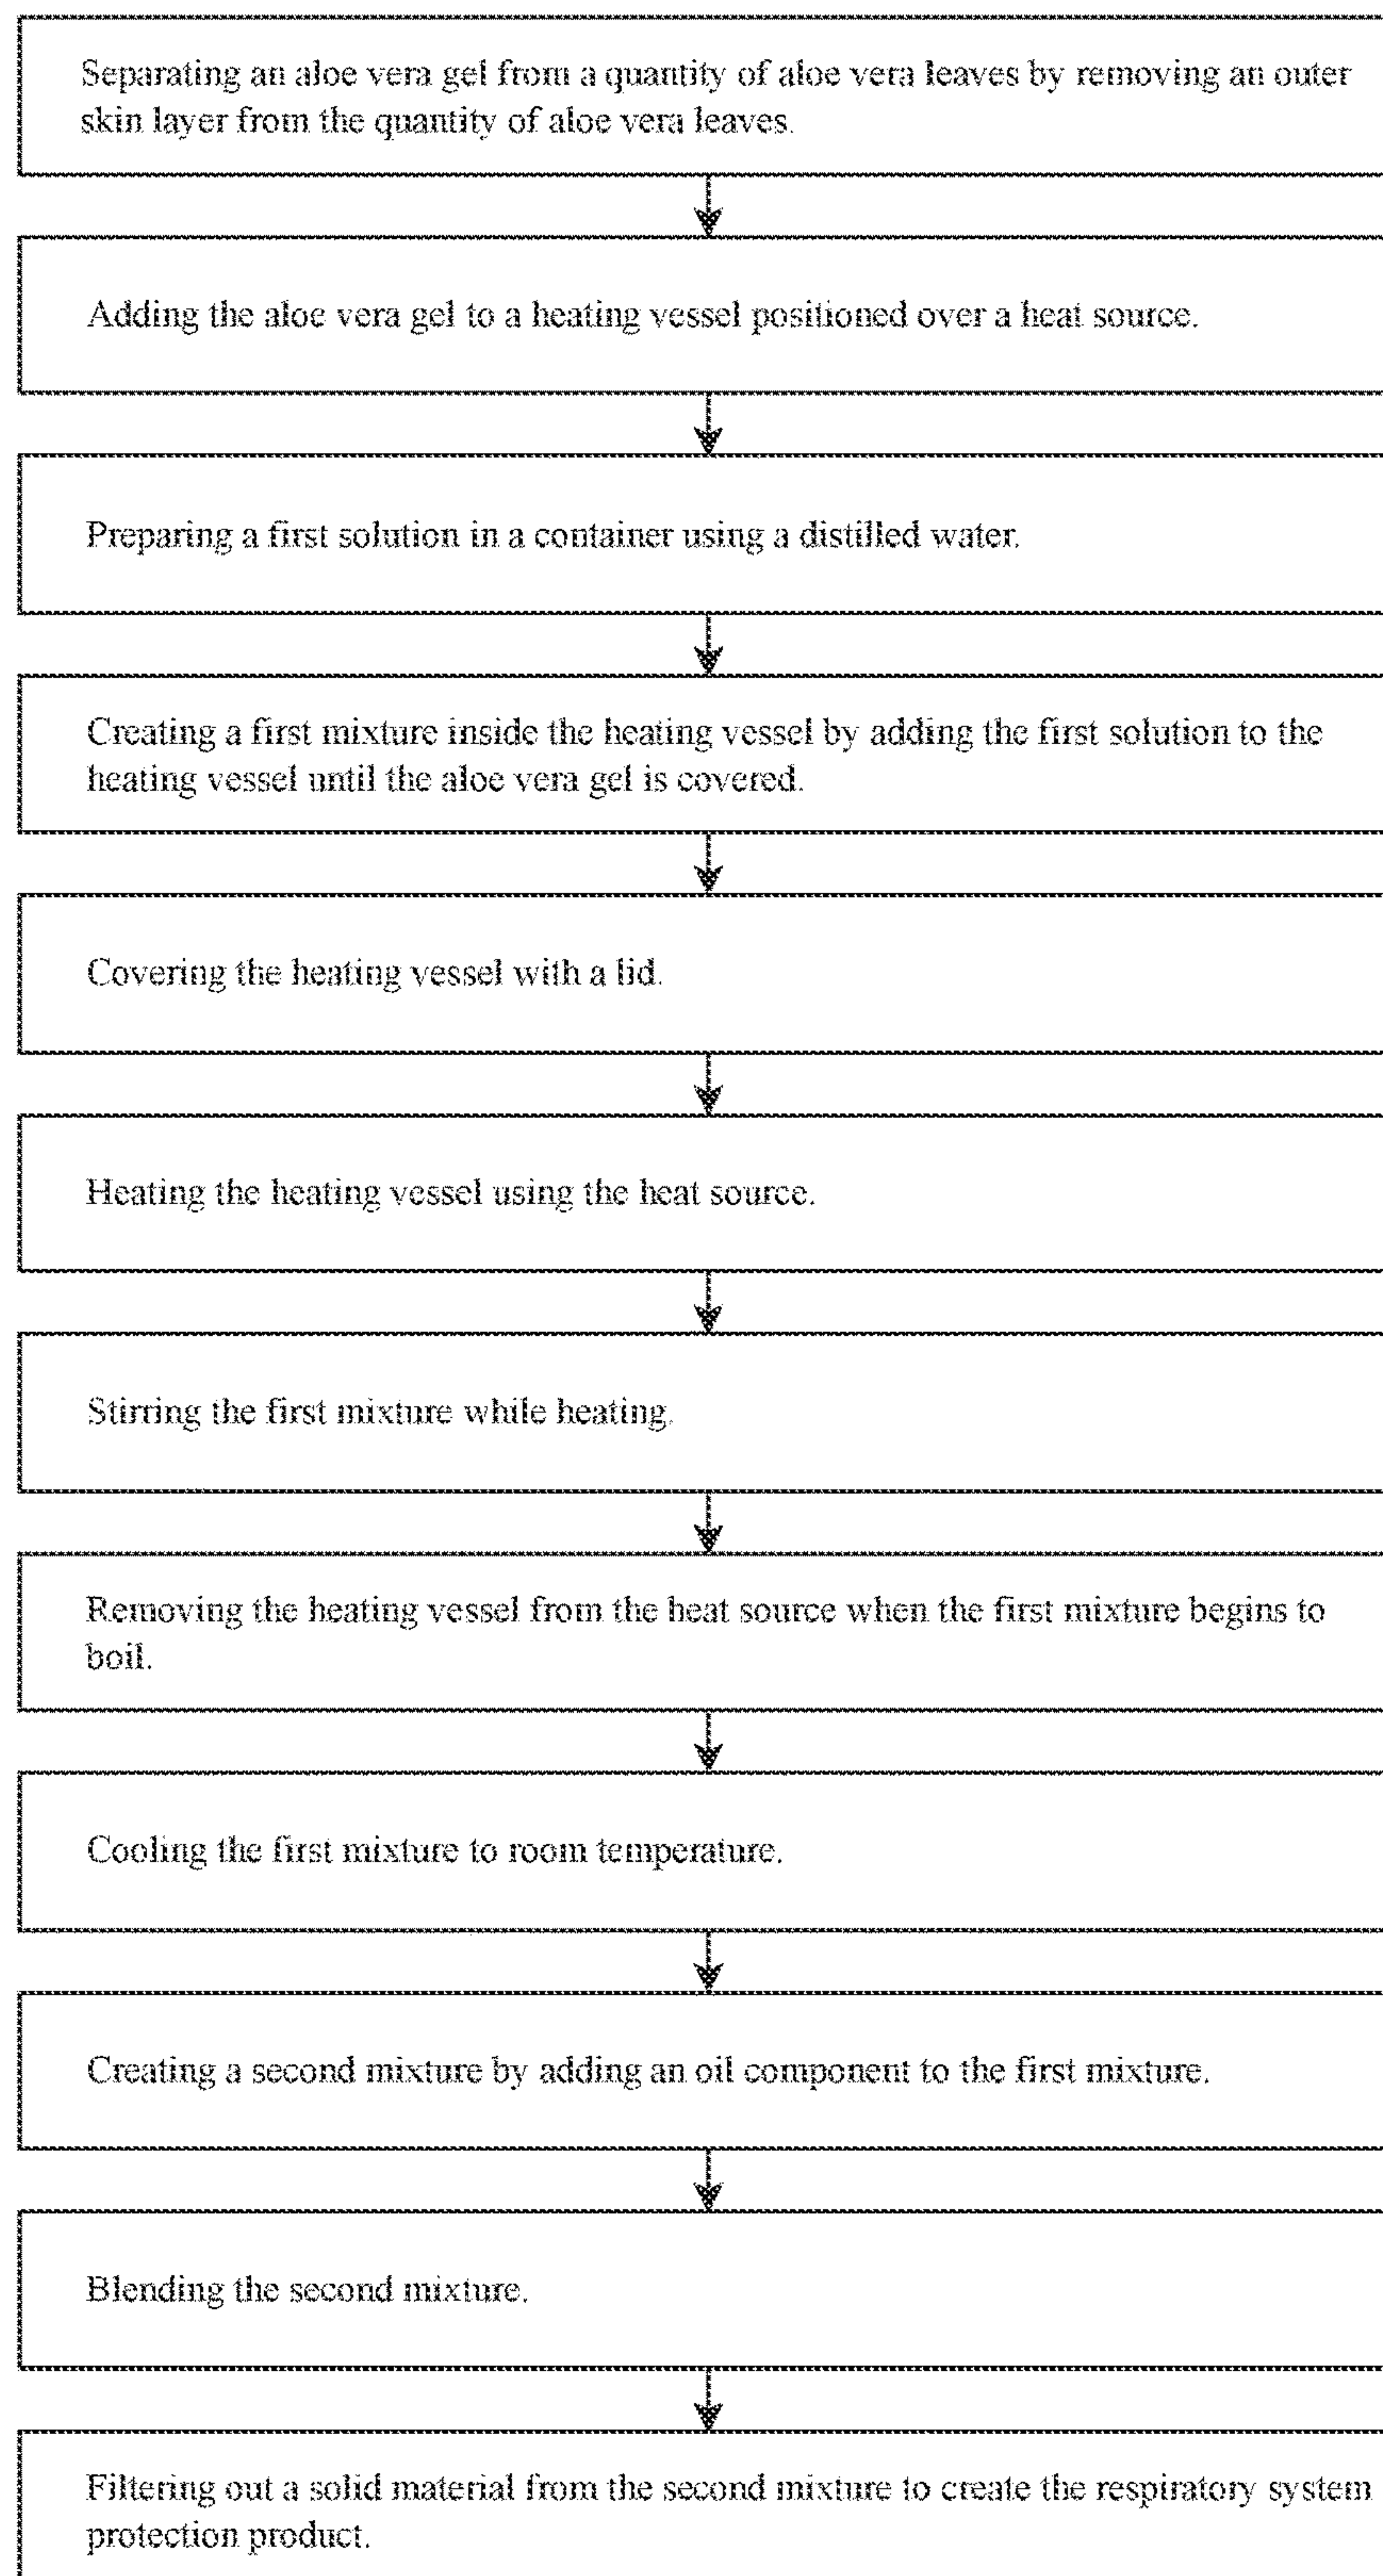 Separating an aloe vera gel from a quantity of aloe vera leaves by removing an outer
skin layer from the quantity of aloe vera leaves.
Adding the aloe vera gel to a heating vessel positioned over a heat source.
Preparing a first solution in a container using a distilled water.
Creating a first mixture inside the heating vessel by adding the first solution to the
heating vessel until the aloe vera gel is covered.
Covering the heating vessel with a lid.
Heating the heating vessel using the heat source.
Stirring the first mixture while heating.
Removing the heating vessel from the heat source when the first mixture begins to
boil.
Cooling the first mixture to room temperature.
Creating a second mixture by adding an oil component to the first mixture.
Blending the second mixture.
Filtering out a solid material from the second mixture to create the respiratory system
protection product.